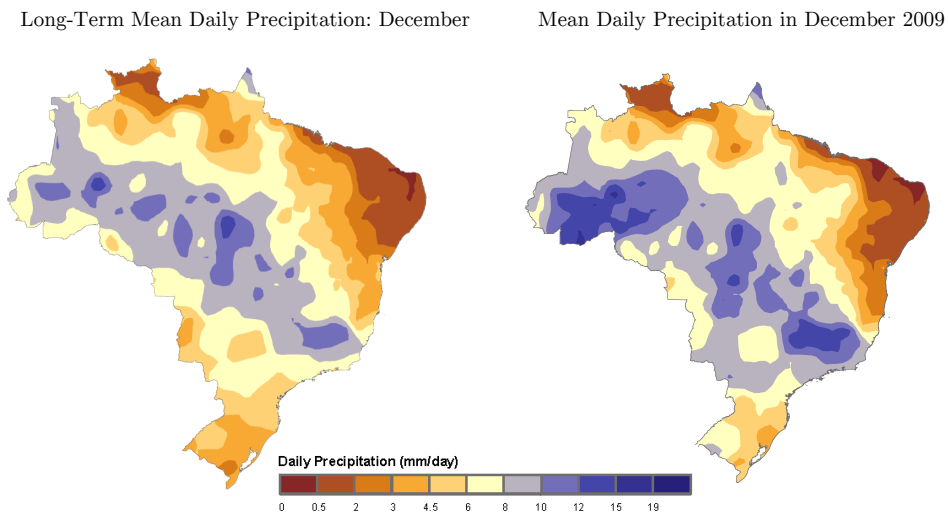 Long-Term Mean Daily Precipitation: December
Mean Daily Precipitation in December 2009
Daily Precipitation (mm/day)
0 0.5 2 3 4.5 6 8 10 12 15 19